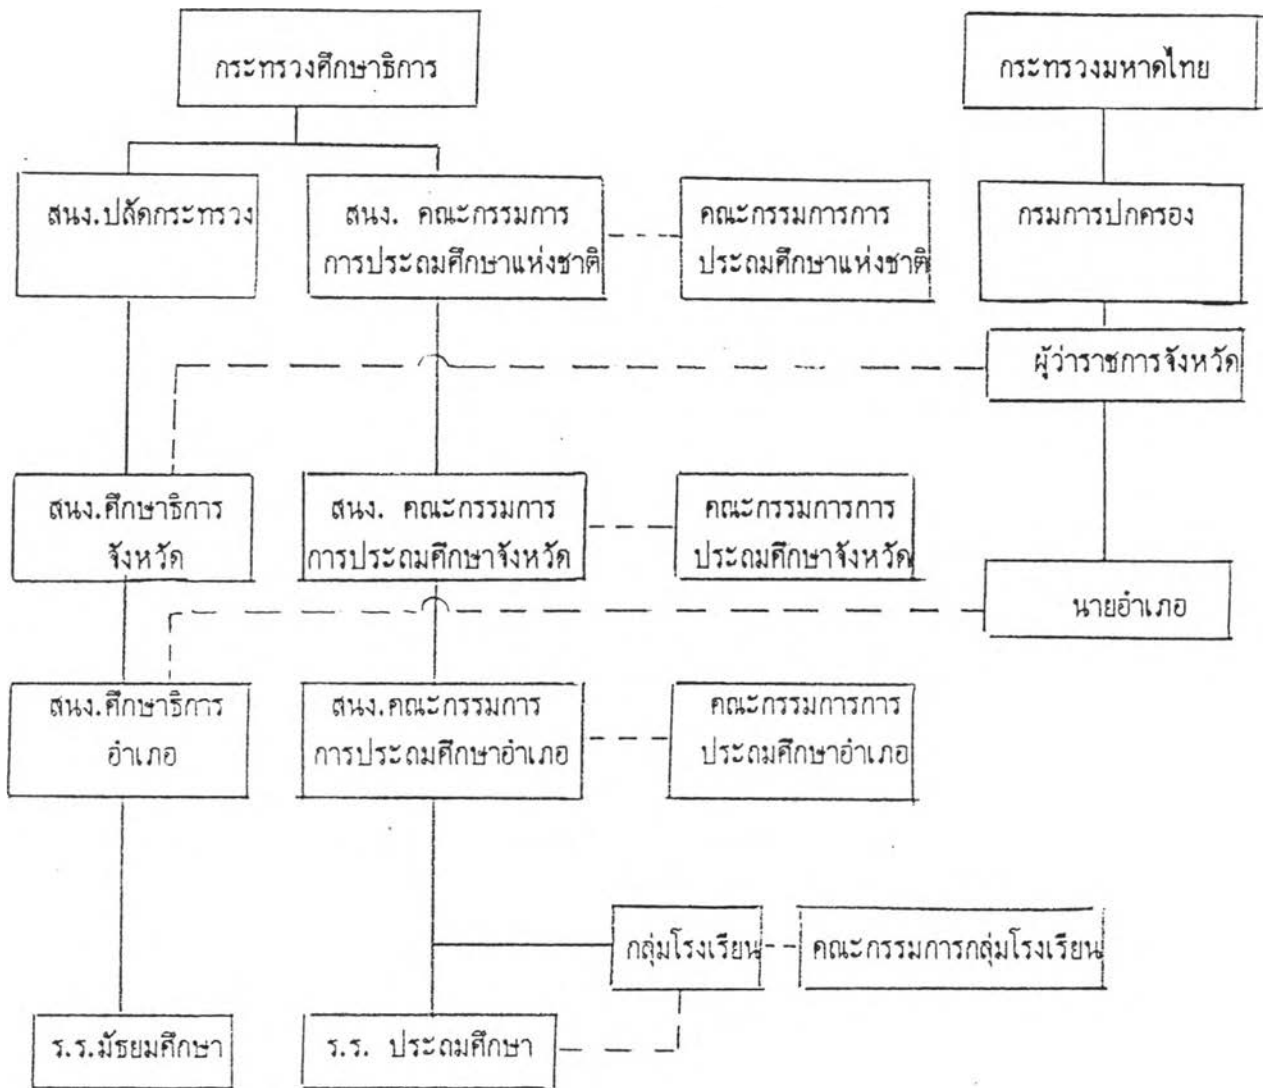 กระทรวงศึกษาธิการ
กระทรวงมหาดไทย
สนง.ปลัดกระทรวง
สนง. คณะกรรมการ
การประถมศึกษาแห่งชาติ
คณะกรรมการการ
ประถมศึกษาแห่งชาติ
กรมการปกครอง
ผู้ว่าราชการจังหวัด
สนง.ศึกษาธิการ
จังหวัด
สนง. คณะกรรมการ
การประถมศึกษาจังหวัด
คณะกรรมการการ
ประถมศึกษาจังหวัด
นายอำเภอ
สนง.ศึกษาธิการ
อำเภอ
สนง.คณะกรรมการ
การประถมศึกษาอำเภอ
คณะกรรมการการ
ประถมศึกษาอำเภอ
กลุ่มโรงเรียน
คณะกรรมการกลุ่มโรงเรียน
ร.ร.มัธยมศึกษา
ร.ร. ประถมศึกษา